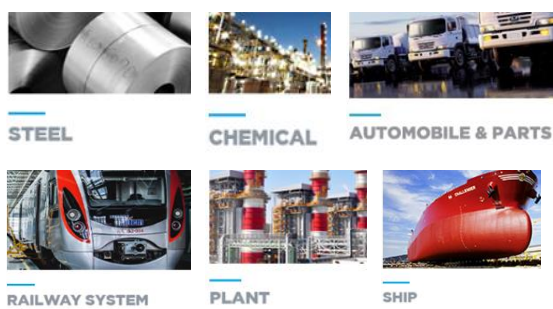 STEEL
CHEMICAL
AUTOMOBILE & PARTS
RAILWAY SYSTEM
PLANT
SHIP